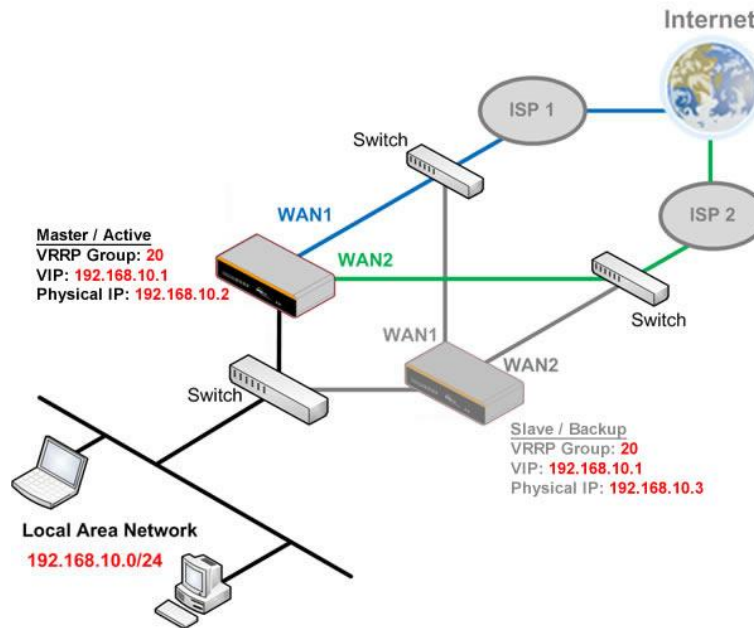 Internet
ISP 1
Switch
WAN1
ISP 2
Master / Active
VRRP Group: 20
VIP: 192.168.10.1
Physical IP: 192.168.10.2
WAN2
Switch
WAN1
WAN2
Switch
Slave / Backup
VRRP Group: 20
VIP: 192.168.10.1
Physical IP: 192.168.10.3
Local Area Network
192.168.10.0/24